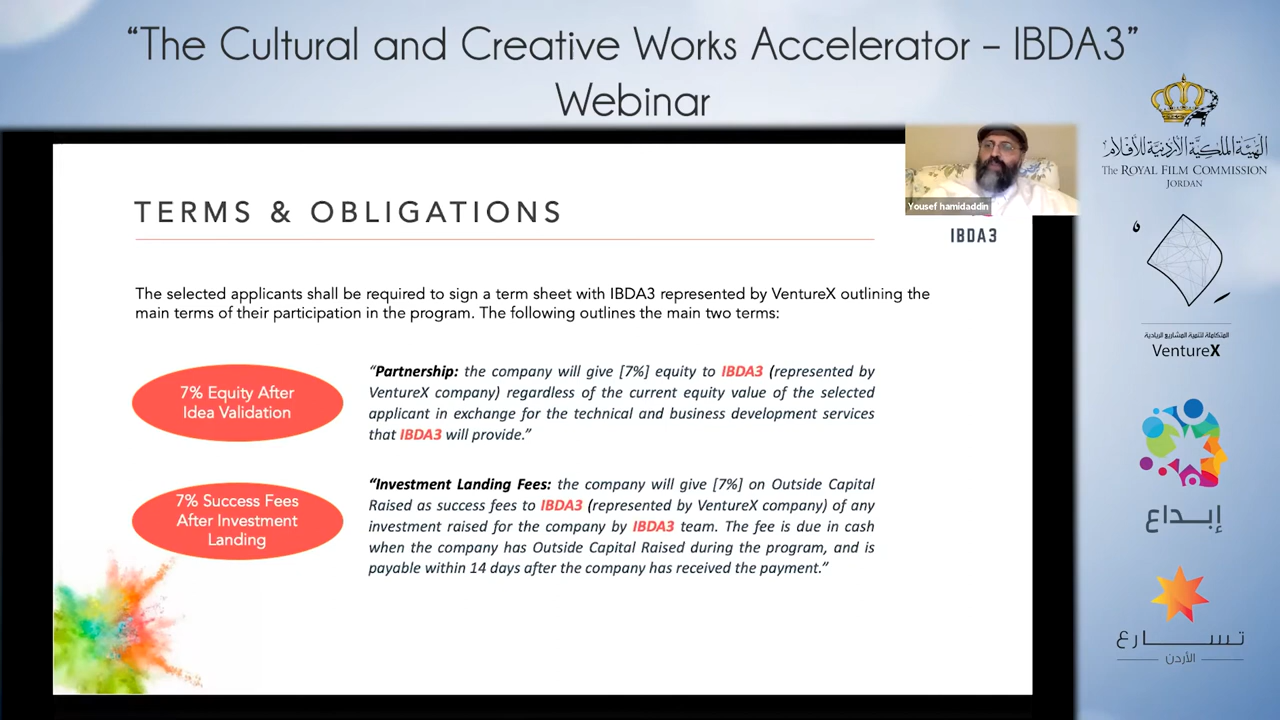 “The Cultural and Creative Works Accelerator – IBDA3”
Webinar
TERMS & OBLIGATIONS
IBDA3
The selected applicants shall be required to sign a term sheet with IBDA3 represented by VentureX outlining the
main terms of their participation in the program. The following outlines the main two terms:
7% Equity After
Idea Validation
“Partnership: the company will give [7%] equity to IBDA3 (represented by
VentureX company) regardless of the current equity value of the selected
applicant in exchange for the technical and business development services
that IBDA3 will provide.”
7% Success Fees
After Investment
Landing
“Investment Landing Fees: the company will give [7%] on Outside Capital
Raised as success fees to IBDA3 (represented by VentureX company) of any
investment raised for the company by IBDA3 team. The fee is due in cash
when the company has Outside Capital Raised during the program, and is
payable within 14 days after the company has received the payment.”
Yousef hamidaddin
الهيئة الملكية الأردنية للأفلام
The ROYAL FILM COMMISSION
JORDAN
المتكاملة لتنمية المشاريع الريادية
VentureX
إبداع
تسارع
الأردن